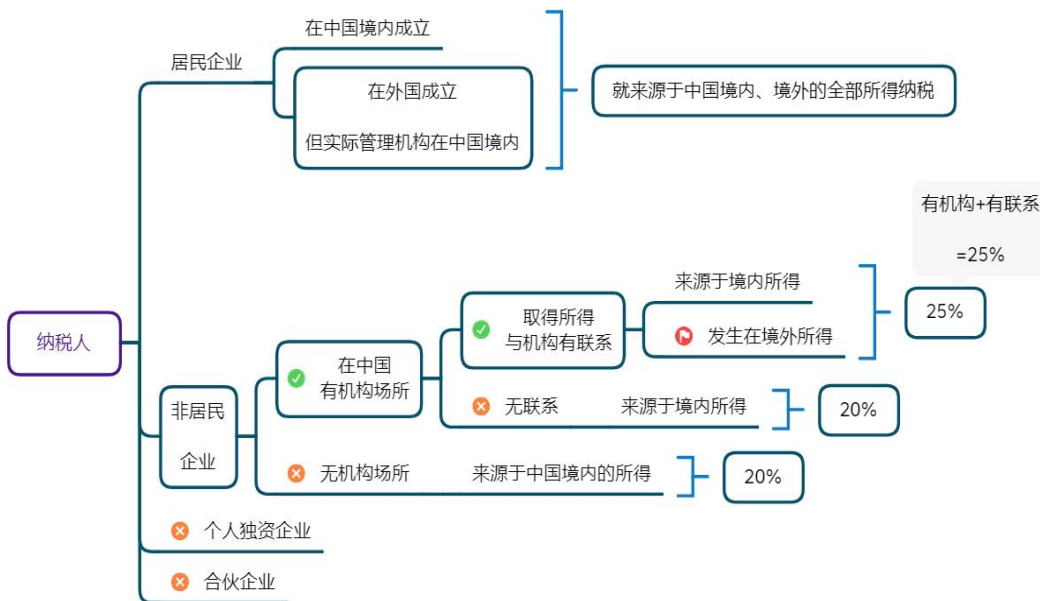 在中国境内成立
居民企业
在外国成立
但实际管理机构在中国境内
就来源于中国境内、境外的全部所得纳税
有机构+有联系
=25%
纳税人
非居民
企业
在中国
有机构场所
取得所得
与机构有联系
来源于境内所得
发生在境外所得
25%
无联系
来源于境内所得
20%
无机构场所
来源于中国境内的所得
20%
个人独资企业
合伙企业